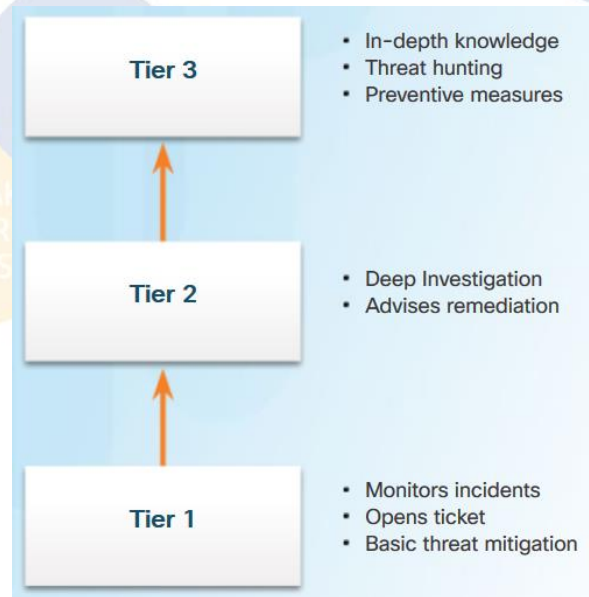 Tier 3
• In-depth knowledge
• Threat hunting
• Preventive measures
Tier 2
• Deep Investigation
• Advises remediation
Tier 1
• Monitors incidents
• Opens ticket
• Basic threat mitigation